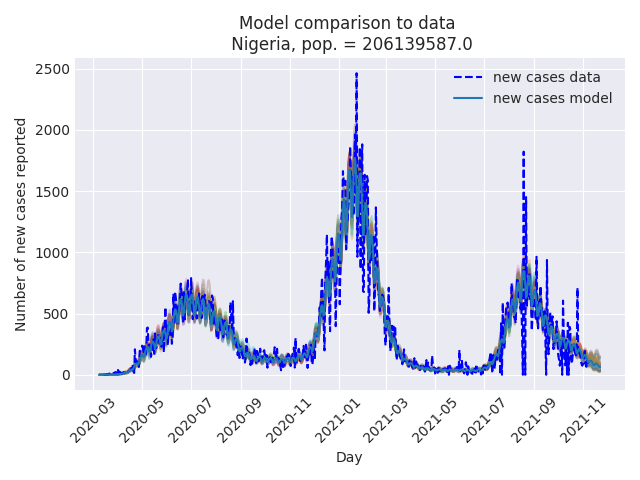 Model comparison to data
Nigeria, pop. = 206139587.0
new cases data
new cases model
Number of new cases reported
2500
2000
1500
1000
500
0
2020-03
2020-05
2020-07
2020-09
2020-11
2021-01
2021-03
2021-05
2021-07
2021-09
2021-11
Day